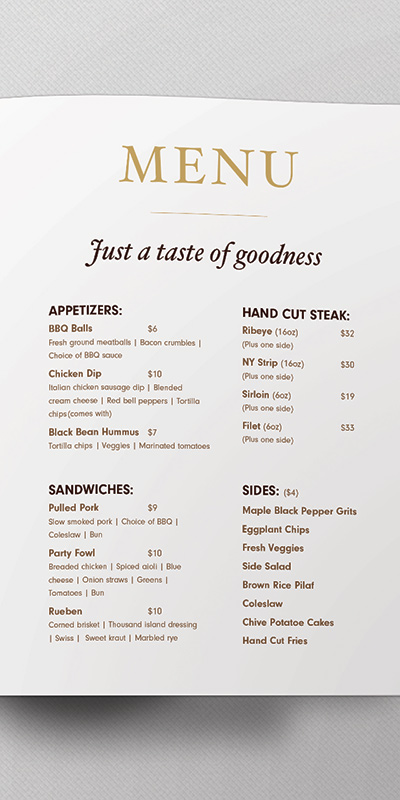 MENU
Just a taste of goodness
APPETIZERS:
BBQ Balls $6
Fresh ground meatballs | Bacon crumbles |
Choice of BBQ sauce
Chicken Dip $10
Italian chicken sausage dip | Blended
cream cheese | Red bell peppers | Tortilla
chips(comes with)
Black Bean Hummus $7
Tortilla chips | Veggies | Marinated tomatoes
HAND CUT STEAK:
Ribeye (16oz) $32
(Plus one side)
NY Strip (16oz) $30
(Plus one side)
Sirloin (6oz) $19
(Plus one side)
Filet (6oz) $33
(Plus one side)
SANDWICHES:
Pulled Pork $9
Slow smoked pork | Choice of BBQ |
Coleslaw | Bun
Party Fowl $10
Breaded chicken | Spiced aioli | Blue
cheese | Onion straws | Greens |
Tomatoes | Bun
Rueben $10
Corned brisket | Thousand island dressing
| Swiss | Sweet kraut | Marbled rye
SIDES: ($4)
Maple Black Pepper Grits
Eggplant Chips
Fresh Veggies
Side Salad
Brown Rice Pilaf
Coleslaw
Chive Potatoe Cakes
Hand Cut Fries